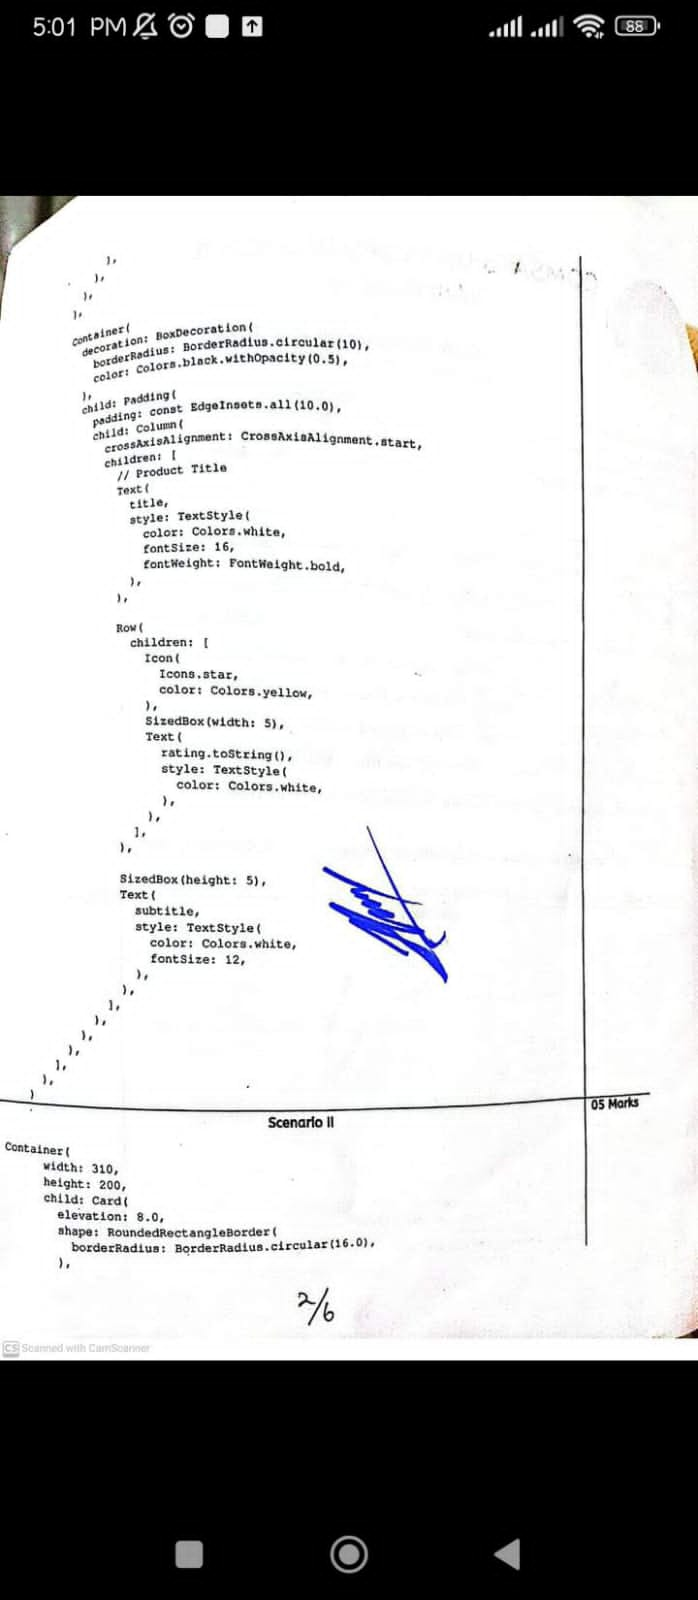 5:01 PM
88
),
),
),
),
Container(
decoration: BoxDecoration(
borderRadius: BorderRadius.circular(10),
color: Colors.black.withOpacity(0.5),
),
child: Padding(
padding: const EdgeInsets.all(10.0),
child: Column(
crossAxisAlignment: CrossAxisAlignment.start,
children: [
// Product Title
Text(
title,
style: TextStyle(
color: Colors.white,
fontSize: 16,
fontWeight: FontWeight.bold,
),
),
Row(
children: [
Icon(
Icons.star,
color: Colors.yellow,
),
SizedBox(width: 5),
Text(
rating.toString(),
style: TextStyle(
color: Colors.white,
),
),
],
),
SizedBox(height: 5),
Text(
subtitle,
style: TextStyle(
color: Colors.white,
fontSize: 12,
),
),
],
),
),
),
],
),
)
05 Marks
Scenario II
Container(
width: 310,
height: 200,
child: Card(
elevation: 8.0,
shape: RoundedRectangleBorder(
borderRadius: BorderRadius.circular(16.0),
),
2/6
CS Scanned with CamScanner